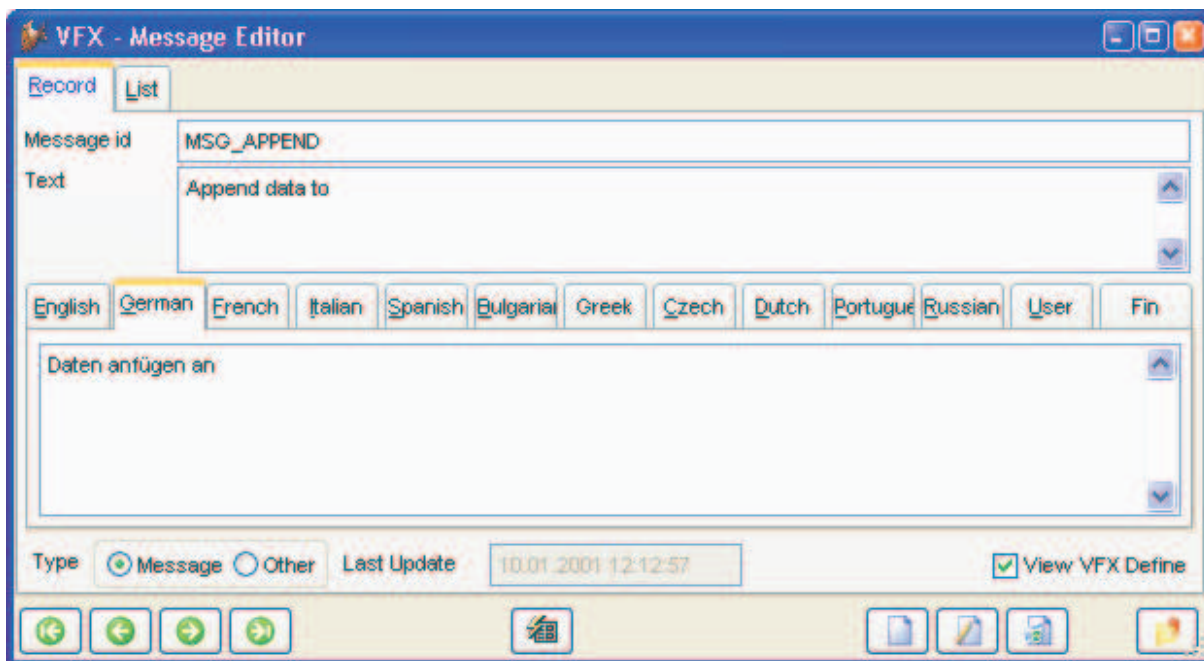 VFX - Message Editor
Record List
Message id MSG_APPEND
Text Append data to
English German French Italian Spanish Bulgarian Greek Czech Dutch Portugue Russian User Fin
Daten anfügen an
Type Message Other Last Update 10.01.2001 12:12:57 View VFX Define